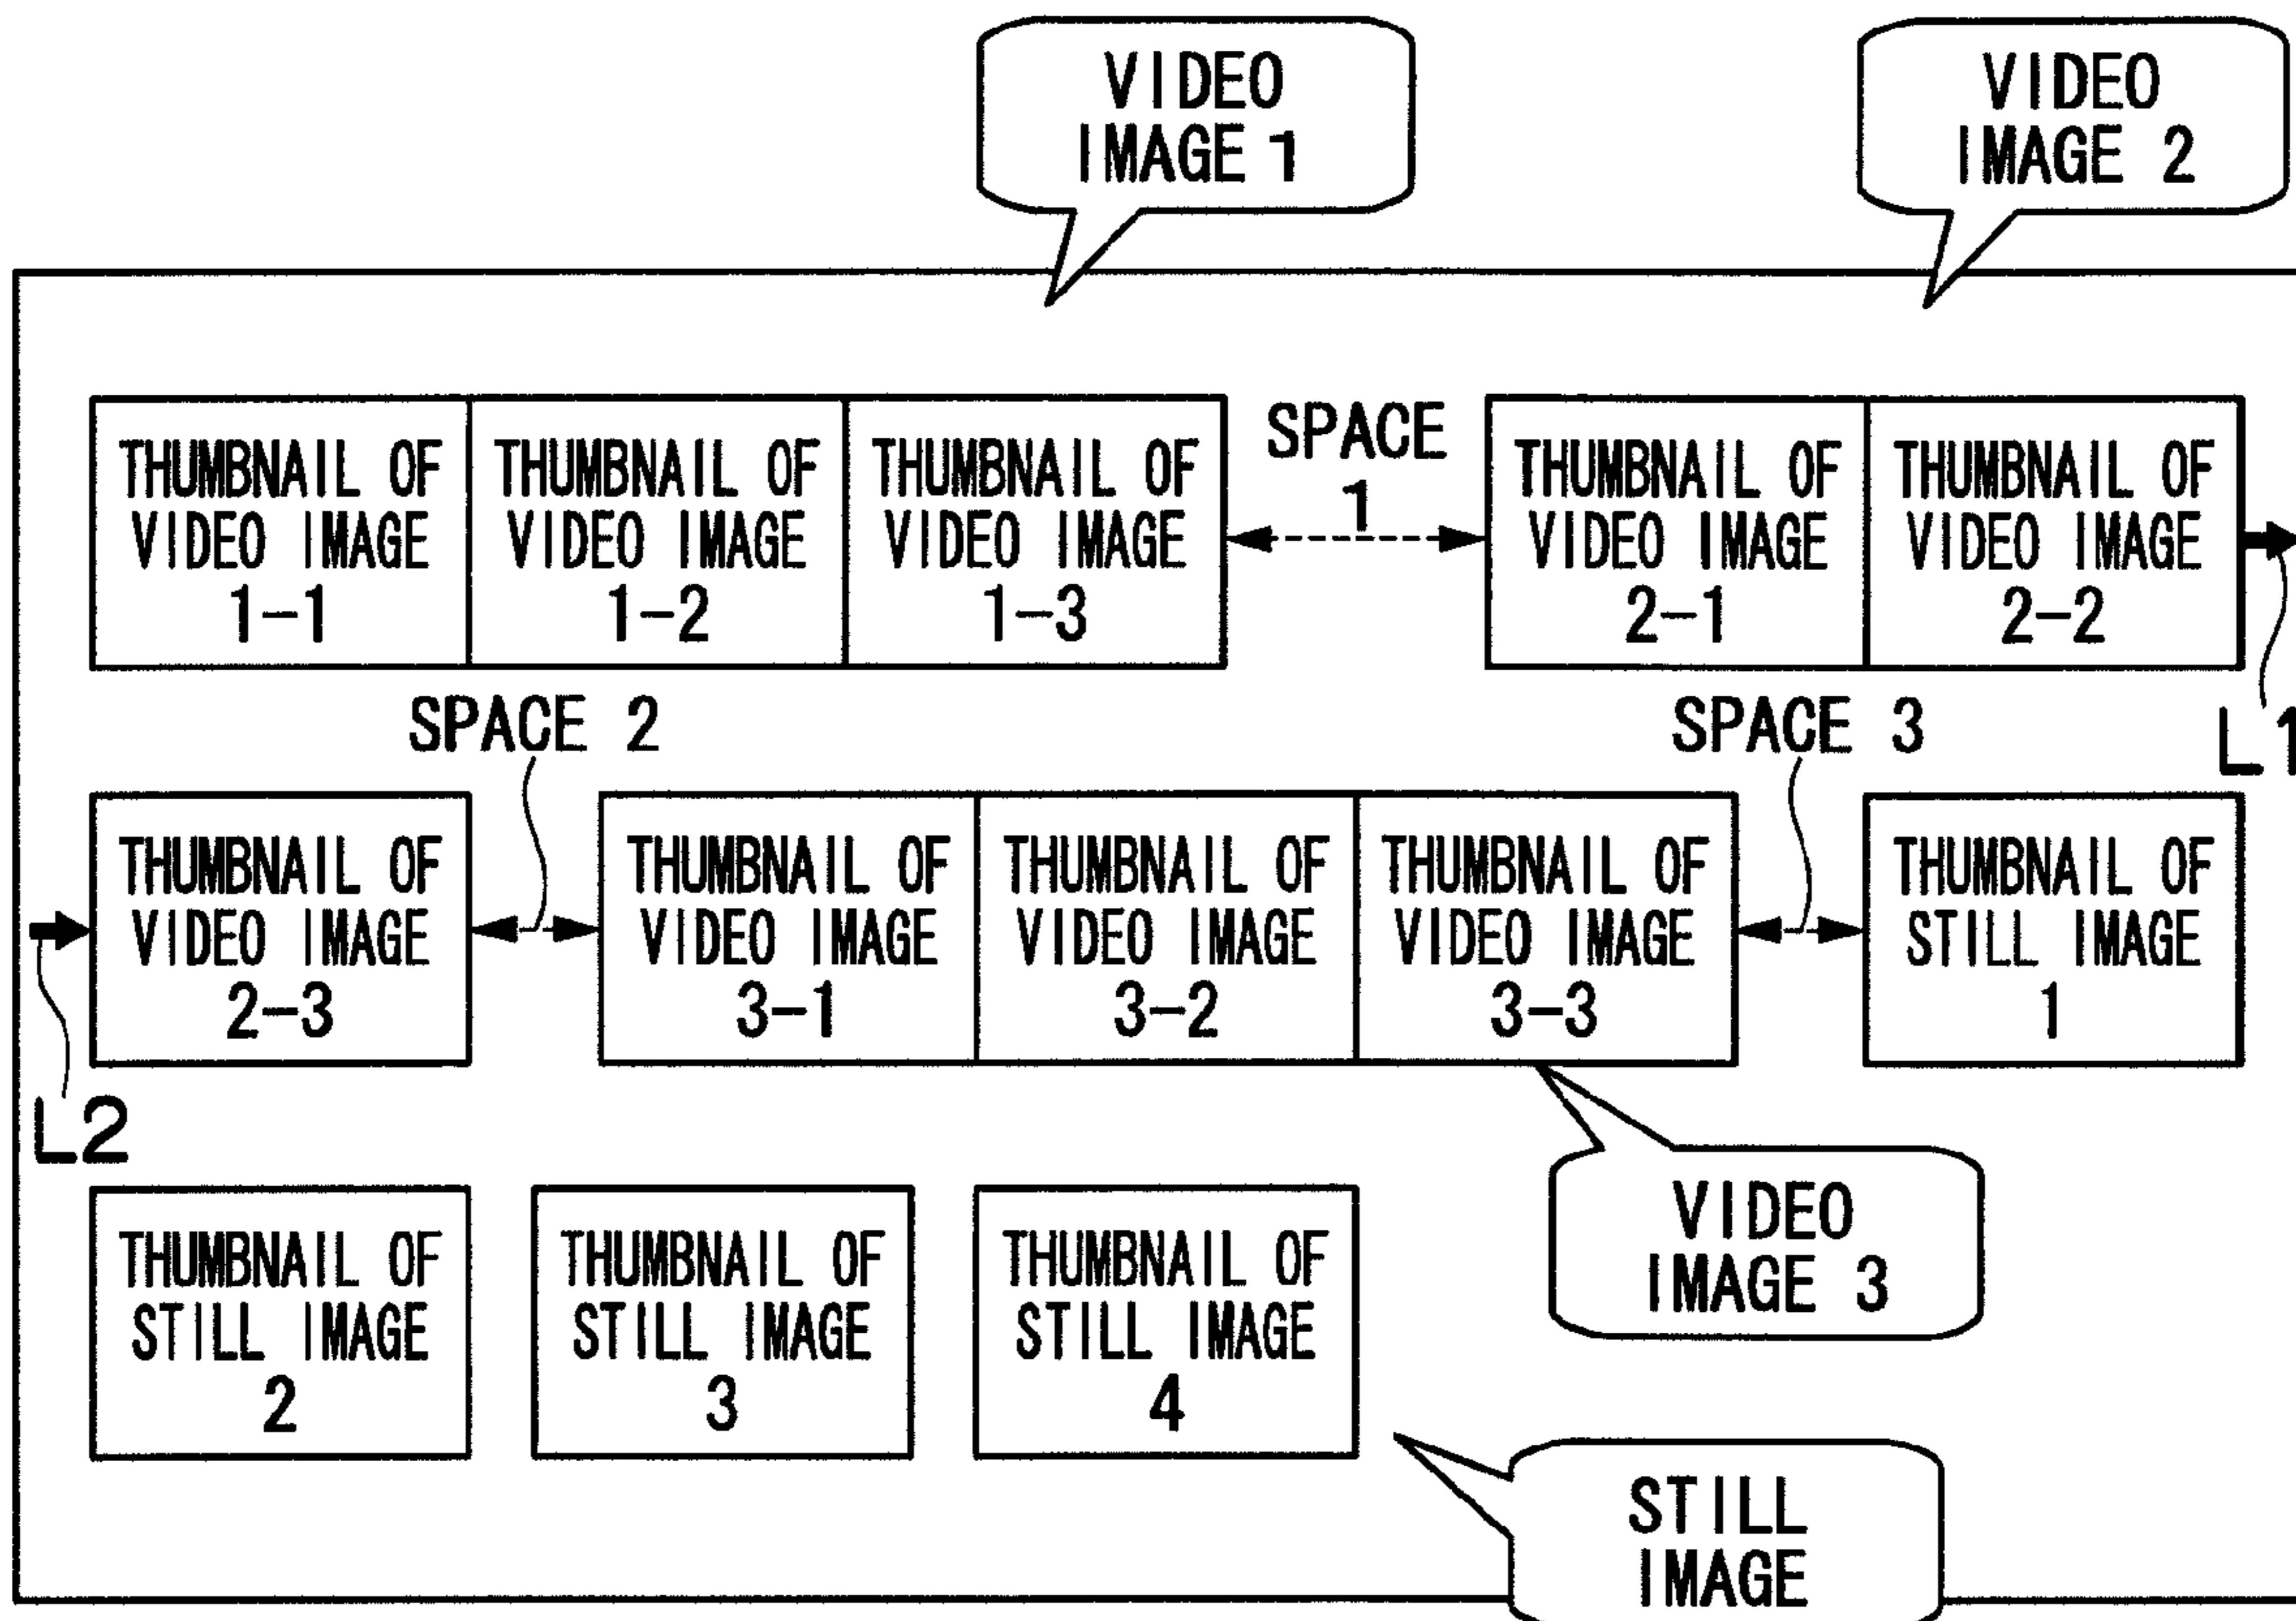 VIDEO
IMAGE 1
VIDEO
IMAGE 2
THUMBNAIL OF
VIDEO IMAGE
1-1
THUMBNAIL OF
VIDEO IMAGE
1-2
THUMBNAIL OF
VIDEO IMAGE
1-3
SPACE
1
THUMBNAIL OF
VIDEO IMAGE
2-1
THUMBNAIL OF
VIDEO IMAGE
2-2
L1
SPACE 2
SPACE 3
THUMBNAIL OF
VIDEO IMAGE
2-3
THUMBNAIL OF
VIDEO IMAGE
3-1
THUMBNAIL OF
VIDEO IMAGE
3-2
THUMBNAIL OF
VIDEO IMAGE
3-3
THUMBNAIL OF
STILL IMAGE
1
L2
THUMBNAIL OF
STILL IMAGE
2
THUMBNAIL OF
STILL IMAGE
3
THUMBNAIL OF
STILL IMAGE
4
VIDEO
IMAGE 3
STILL
IMAGE